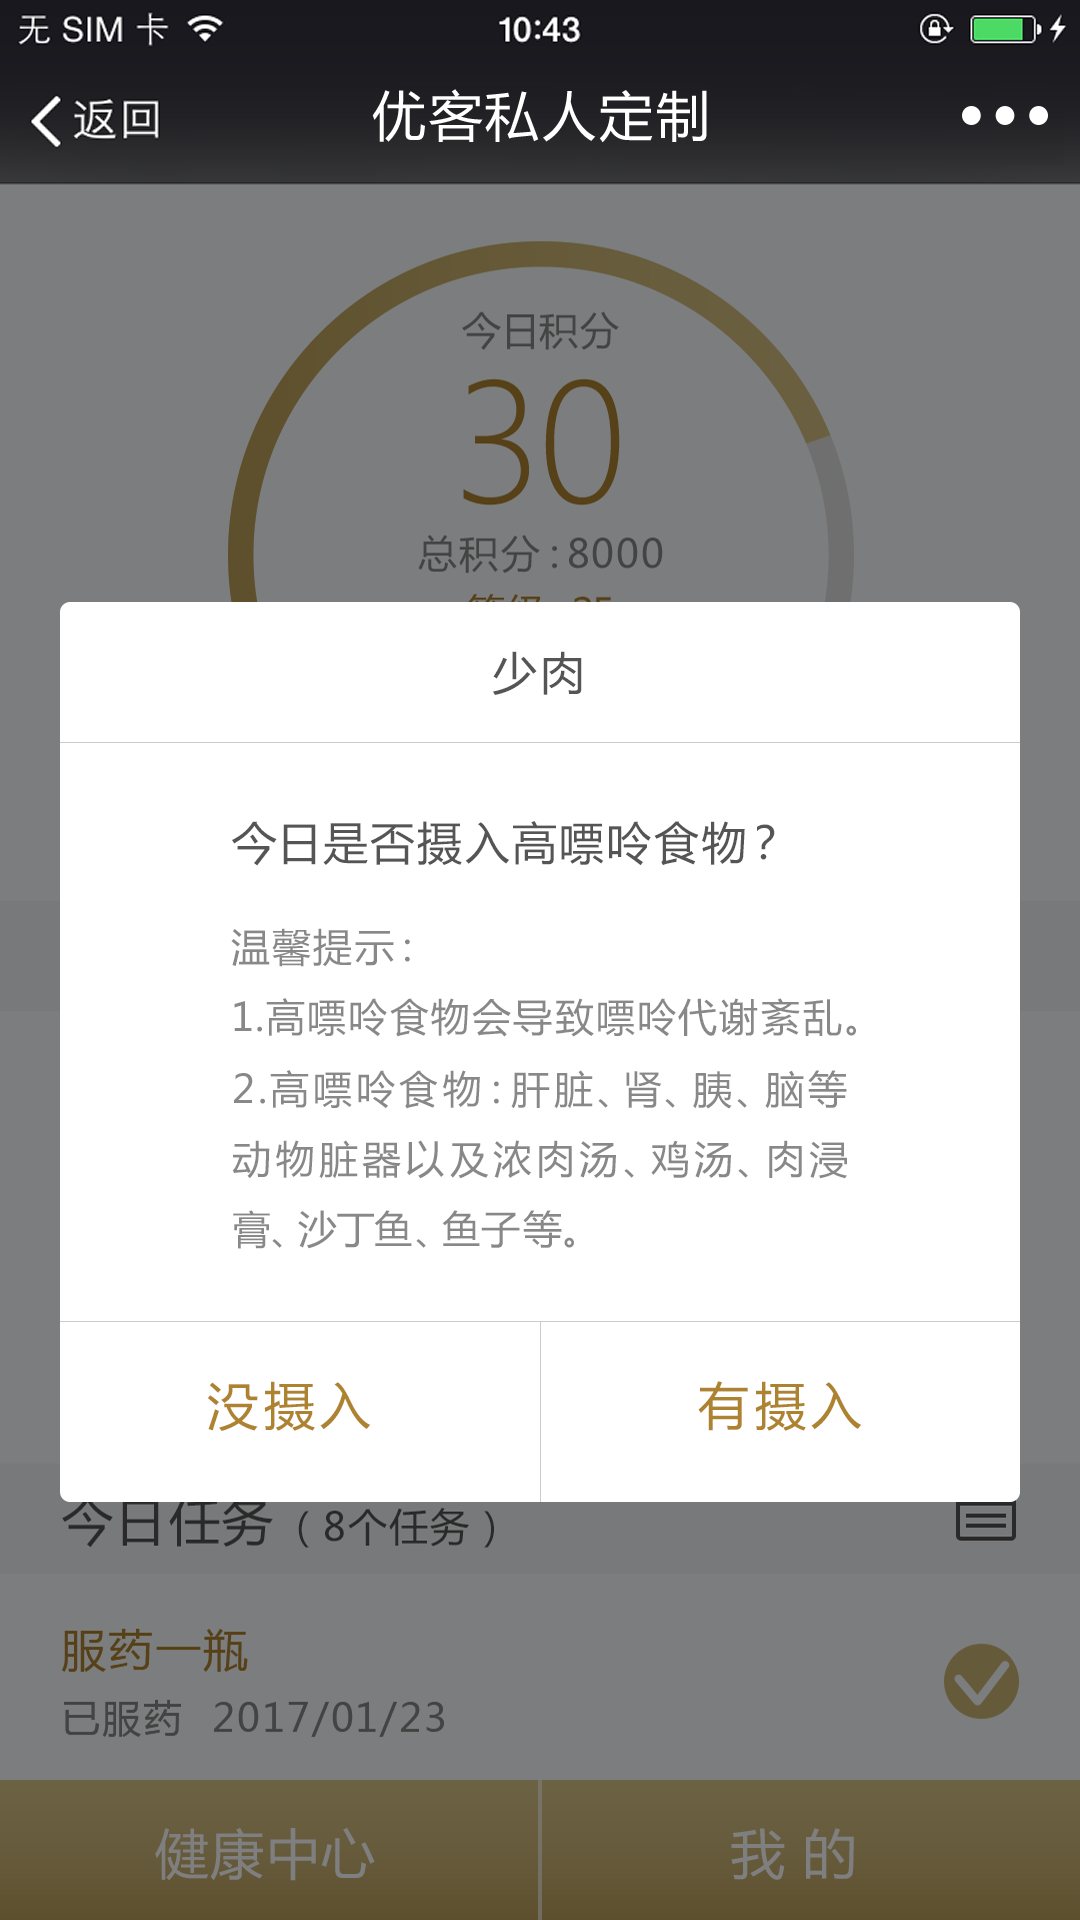 无 SIM 卡
10:43
返回
优客私人定制
今日积分
30
总积分:8000
少肉
今日是否摄入高嘌呤食物？
温馨提示:
1.高嘌呤食物会导致嘌呤代谢紊乱。
2.高嘌呤食物:肝脏、肾、胰、脑等
动物脏器以及浓肉汤、鸡汤、肉浸
膏、沙丁鱼、鱼子等。
没摄入
有摄入
今日任务（8个任务）
服药一瓶
已服药 2017/01/23
健康中心
我 的